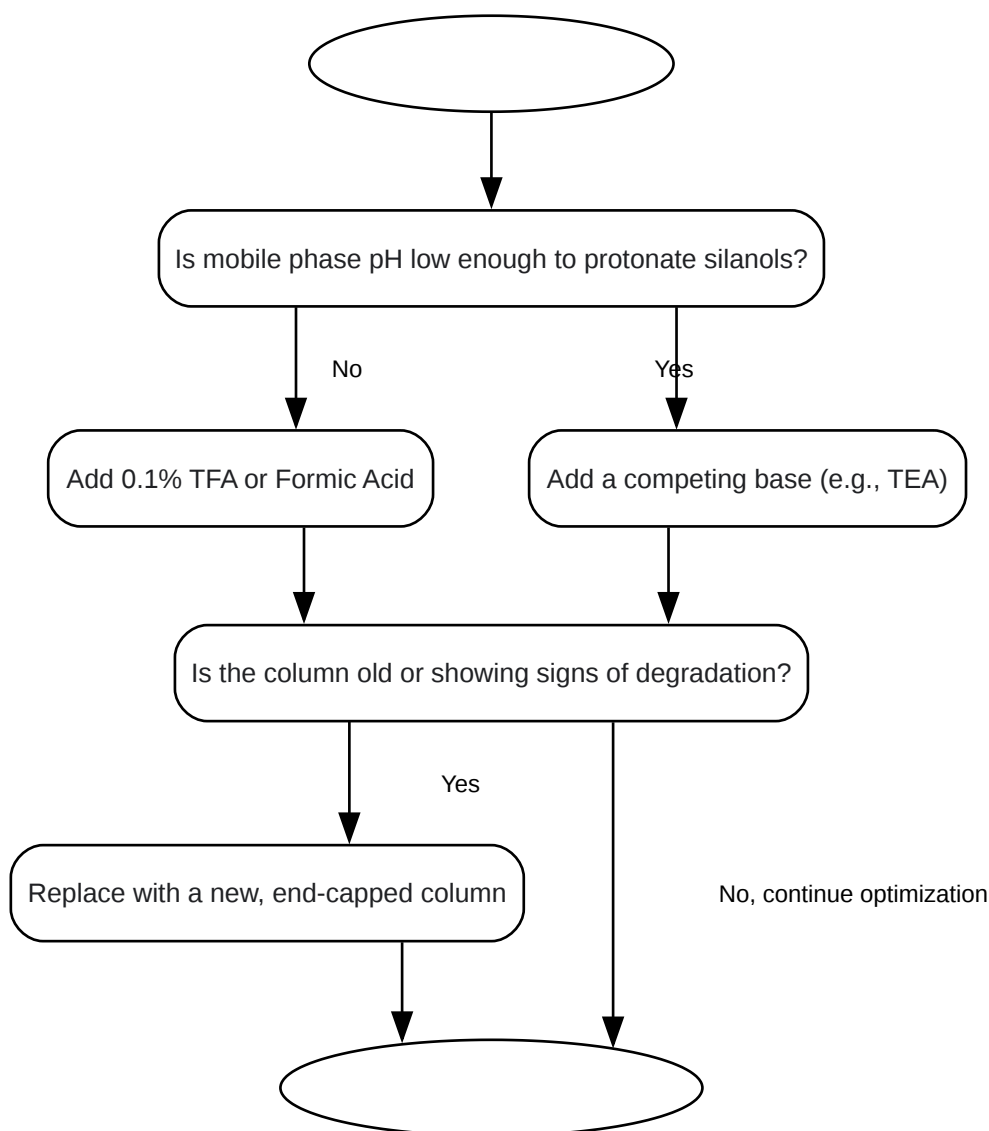 Is mobile phase pH low enough to protonate silanols?
No
Yes
Add 0.1% TFA or Formic Acid
Add a competing base (e.g., TEA)
Is the column old or showing signs of degradation?
Yes
Replace with a new, end-capped column
No, continue optimization